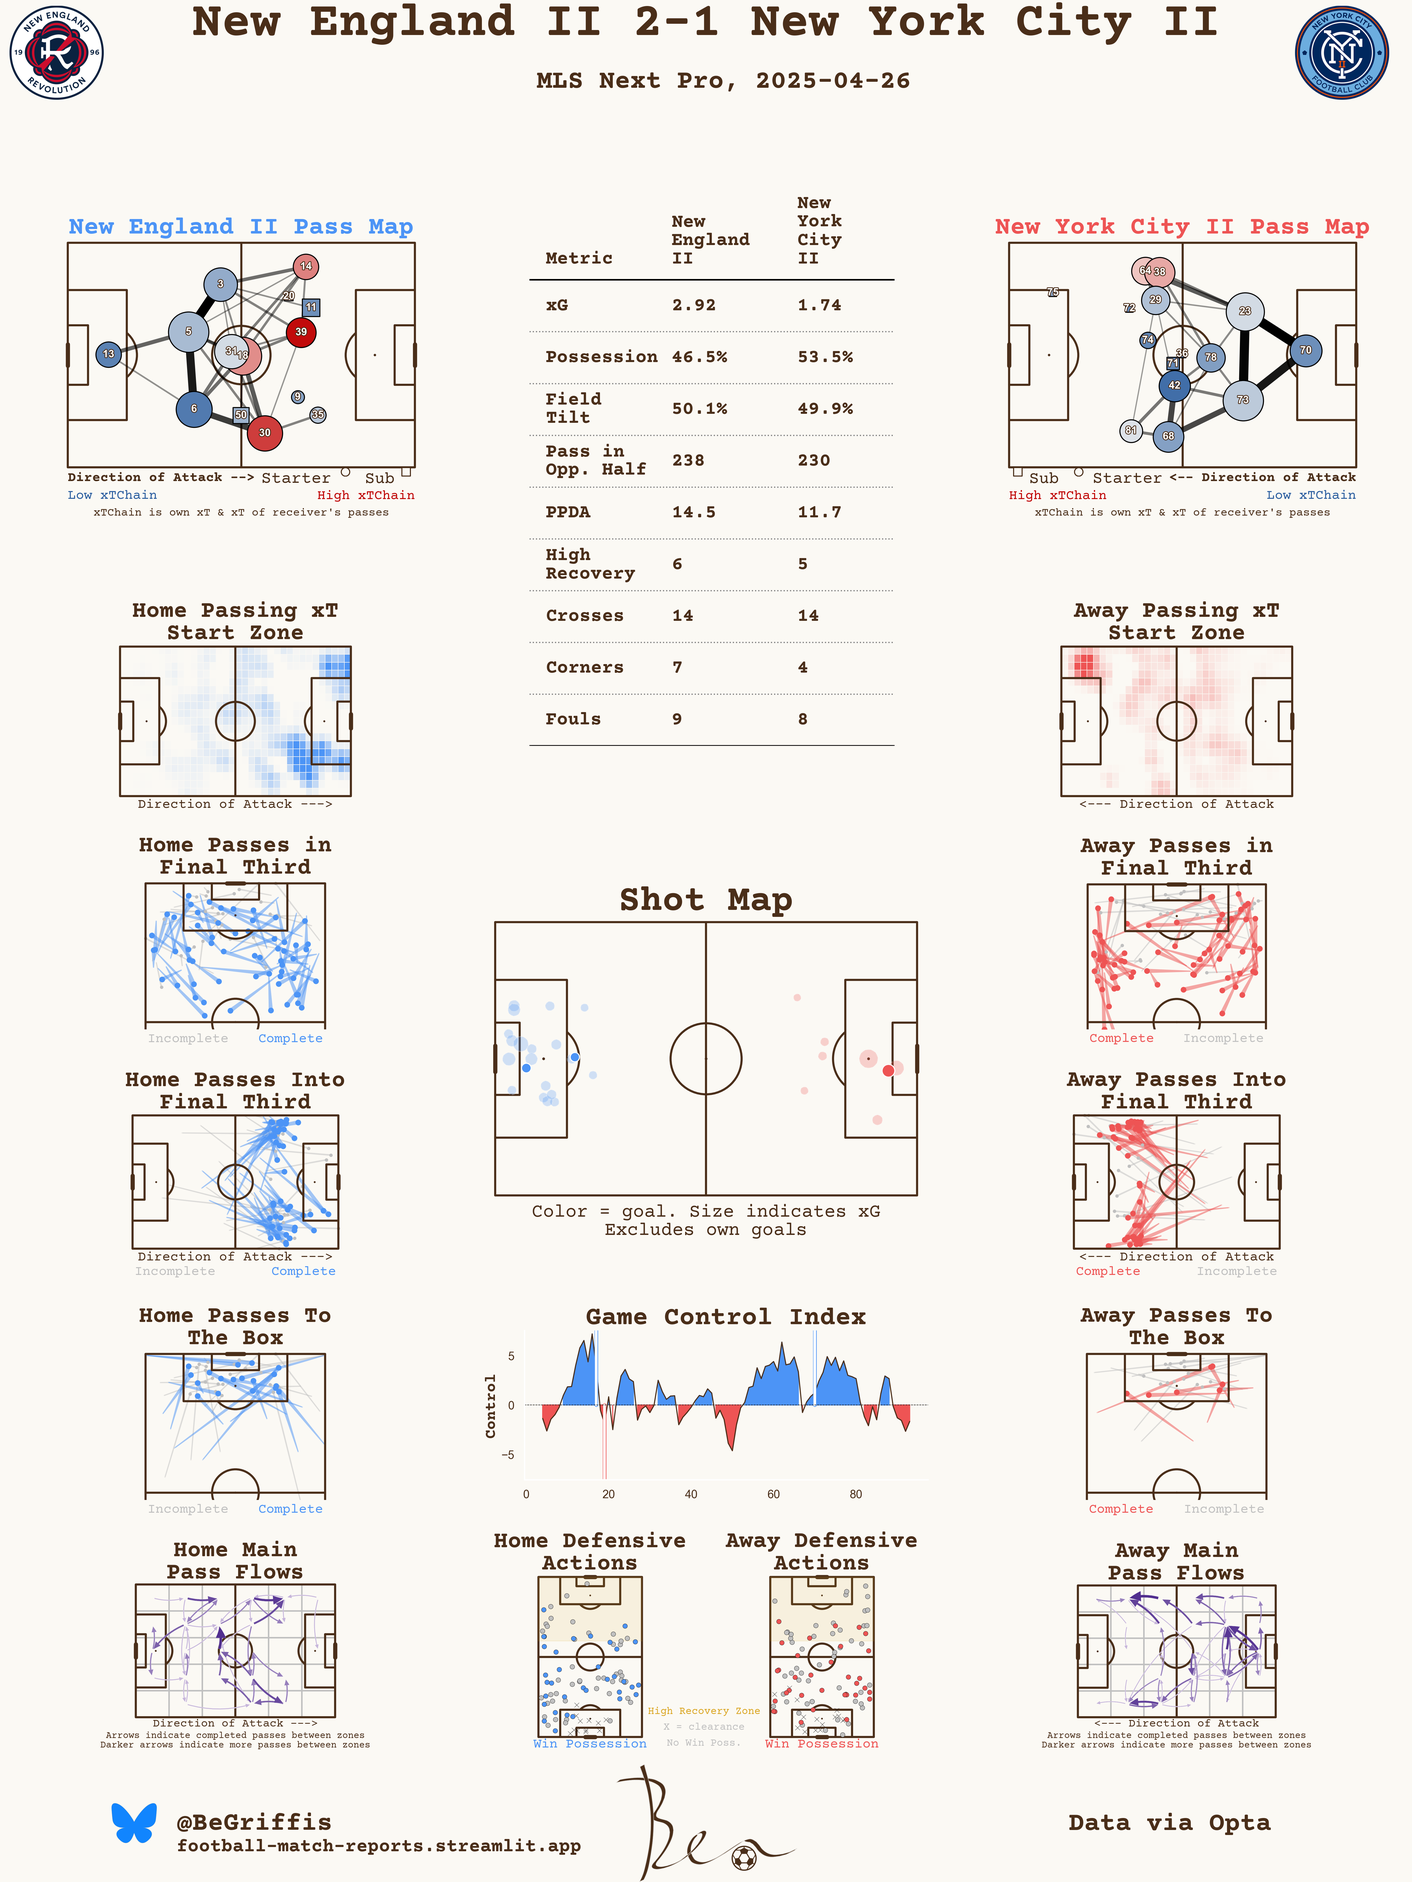 New England II 2-1 New York City II
MLS Next Pro, 2025-04-26
NEW ENGLAND
19 96
REVOLUTION
NEW YORK CITY
NYC
FOOTBALL CLUB
New England II Pass Map
14
3
20
11
5
39
31
18
13
9
6
50
35
30
Direction of Attack --> Starter Sub
Low xTChain High xTChain
xTChain is own xT & xT of receiver's passes
Metric New England II New York City II
xG 2.92 1.74
Possession 46.5% 53.5%
Field Tilt 50.1% 49.9%
Pass in Opp. Half 238 230
PPDA 14.5 11.7
High Recovery 6 5
Crosses 14 14
Corners 7 4
Fouls 9 8
New York City II Pass Map
64
38
75
29
72
23
74
36
70
78
71
42
73
81
68
Sub Starter <-- Direction of Attack
High xTChain Low xTChain
xTChain is own xT & xT of receiver's passes
Home Passing xT
Start Zone
Direction of Attack --->
Away Passing xT
Start Zone
<--- Direction of Attack
Home Passes in
Final Third
Incomplete Complete
Away Passes in
Final Third
Complete Incomplete
Shot Map
Color = goal. Size indicates xG
Excludes own goals
Home Passes Into
Final Third
Direction of Attack --->
Incomplete Complete
Away Passes Into
Final Third
<--- Direction of Attack
Complete Incomplete
Game Control Index
Control
5
0
−5
0 20 40 60 80
Home Passes To
The Box
Incomplete Complete
Away Passes To
The Box
Complete Incomplete
Home Main
Pass Flows
Direction of Attack --->
Arrows indicate completed passes between zones
Darker arrows indicate more passes between zones
Home Defensive
Actions
Win Possession
High Recovery Zone
X = clearance
No Win Poss.
Away Defensive
Actions
Win Possession
Away Main
Pass Flows
<--- Direction of Attack
Arrows indicate completed passes between zones
Darker arrows indicate more passes between zones
@BeGriffis
football-match-reports.streamlit.app
Ben
Data via Opta